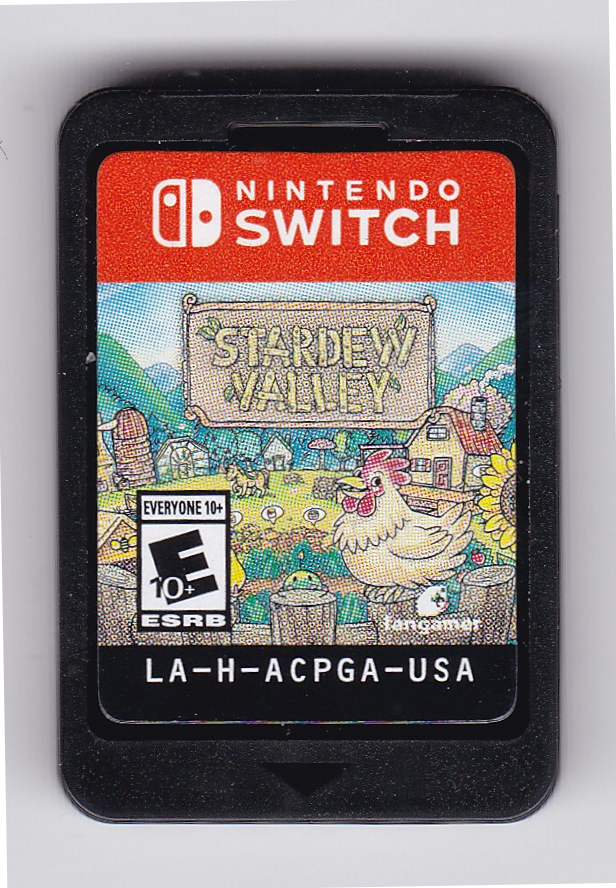 NINTENDO
SWITCH
STARDEW
VALLEY
EVERYONE 10+
E
10+
ESRB
fangamer
LA-H-ACPGA-USA